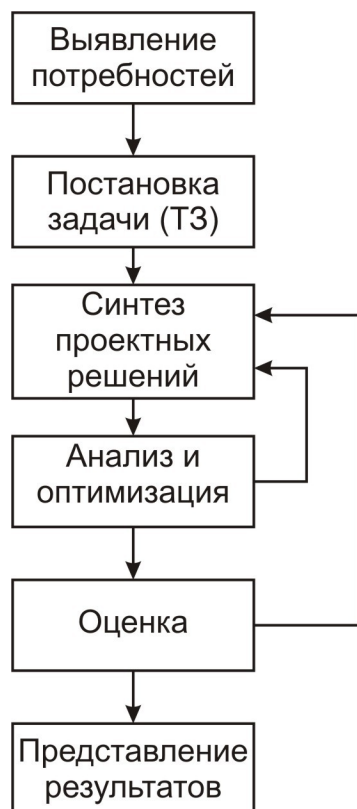 Выявление
потребностей
Постановка
задачи (ТЗ)
Синтез
проектных
решений
Анализ и
оптимизация
Оценка
Представление
результатов